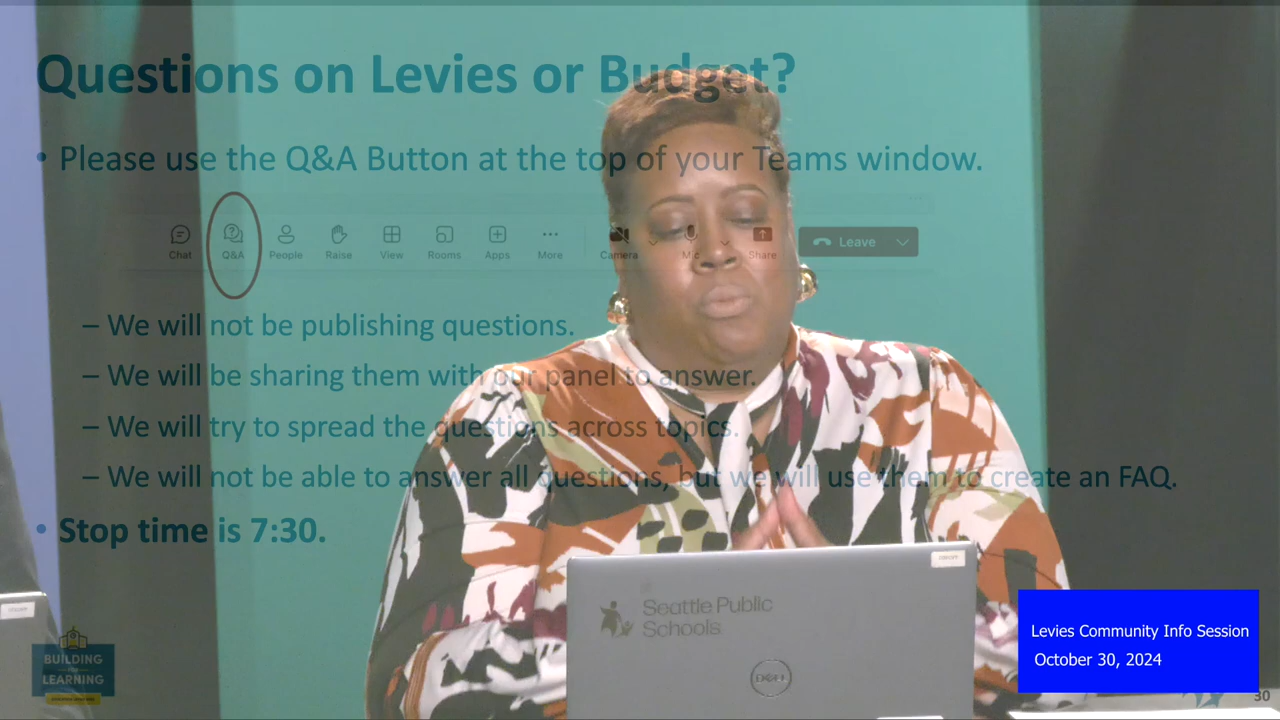 Questions on Levies or Budget?
• Please use the Q&A Button at the top of your Teams window.
Chat Q&A People Raise View Rooms Apps More Camera Mic Share Leave
– We will not be publishing questions.
– We will be sharing them with our panel to answer.
– We will try to spread the questions across topics.
– We will not be able to answer all questions, but we will use them to create an FAQ.
• Stop time is 7:30.
Seattle Public
Schools
DELL
BUILDING
for
LEARNING
Levies Community Info Session
October 30, 2024
30